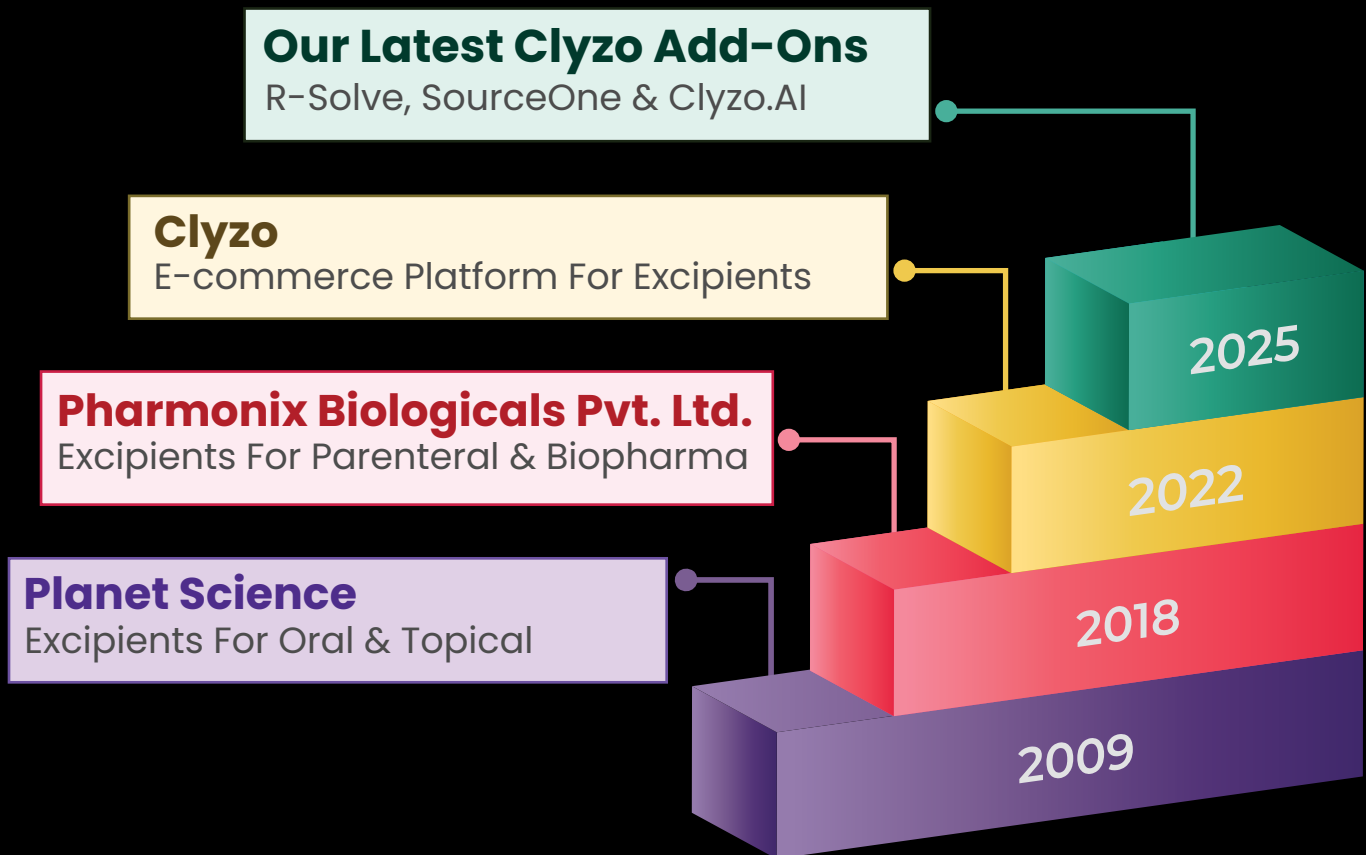 Our Latest Clyzo Add-Ons
R-Solve, SourceOne & Clyzo.AI
2025
Clyzo
E-commerce Platform For Excipients
2022
Pharmonix Biologicals Pvt. Ltd.
Excipients For Parenteral & Biopharma
2018
Planet Science
Excipients For Oral & Topical
2009